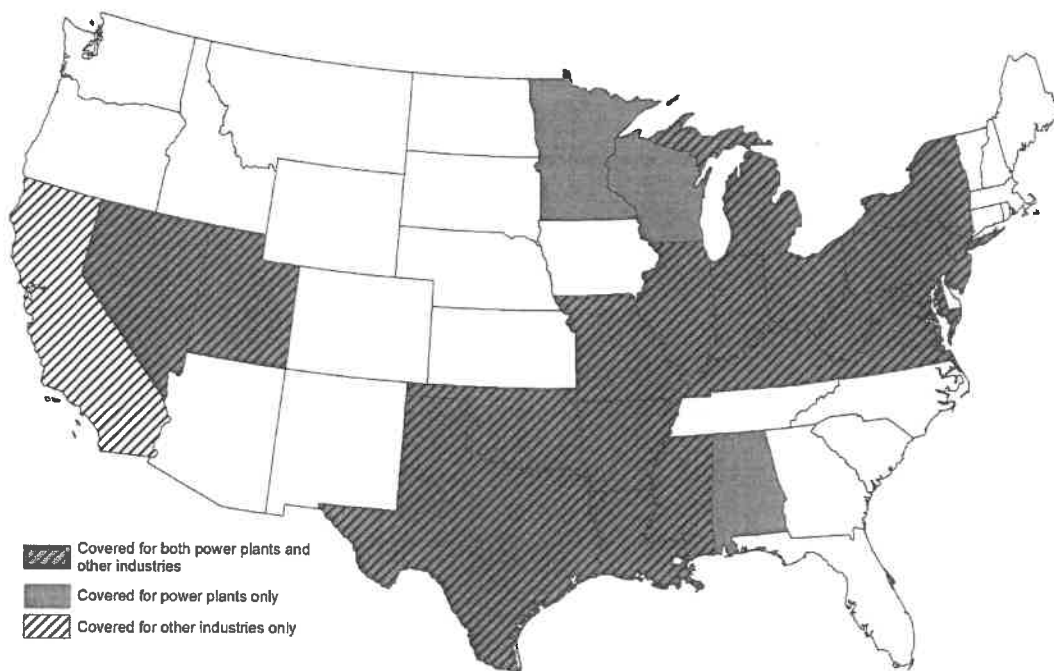 Covered for both power plants and
other industries
Covered for power plants only
Covered for other industries only